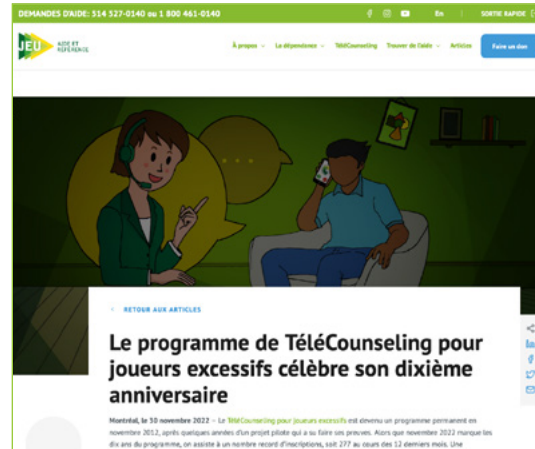 DEMANDES D'AIDE: 514 527-0140 ou 1 800 461-0140
En
SORTIE RAPIDE
JEU AIDE ET RÉFÉRENCE
À propos La dépendance TéléCounseling Trouver de l'aide Articles Faire un don
RETOUR AUX ARTICLES
Le programme de TéléCounseling pour
joueurs excessifs célèbre son dixième
anniversaire
Montréal, le 30 novembre 2022 – Le TéléCounseling pour joueurs excessifs est devenu un programme permanent en
novembre 2012, après quelques années d'un projet pilote qui a su faire ses preuves. Alors que novembre 2022 marque les
dix ans du programme, on assiste à un nombre record d'inscriptions, soit 277 au cours des 12 derniers mois. Une